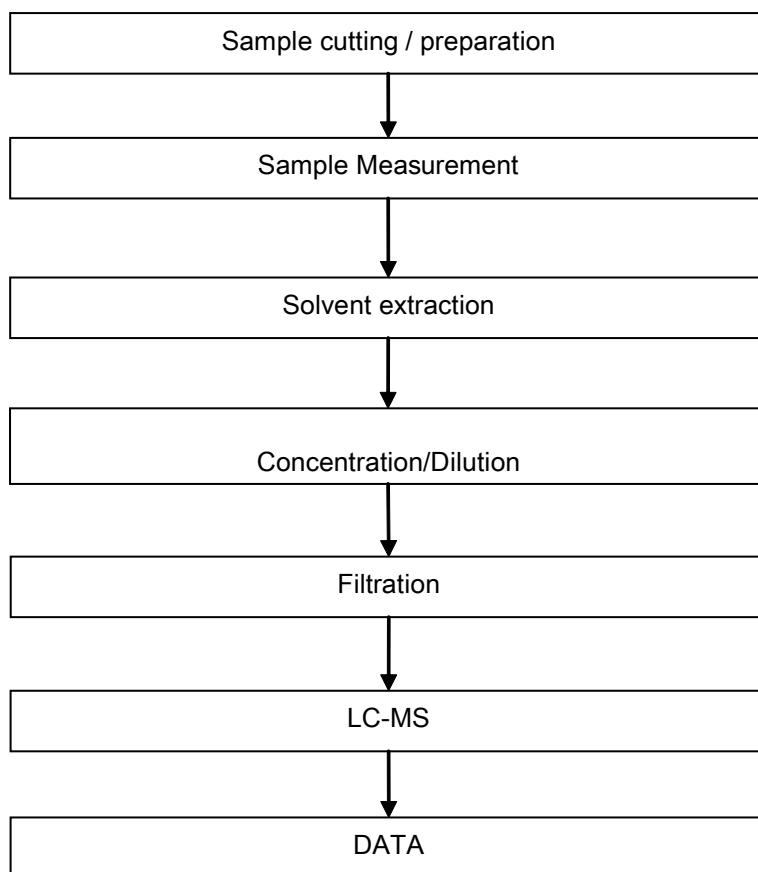 Sample cutting / preparation
Sample Measurement
Solvent extraction
Concentration/Dilution
Filtration
LC-MS
DATA